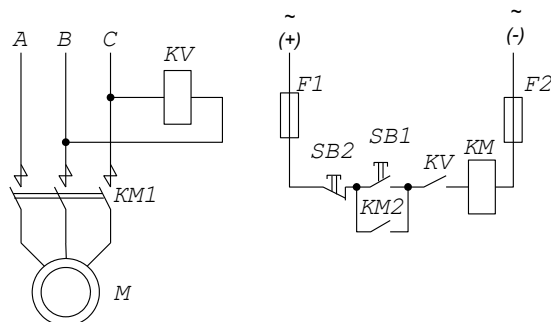 A B C
KV
KM1
M
~ ~
(+) (-)
F1 F2
SB2 SB1 KV KM
KM2